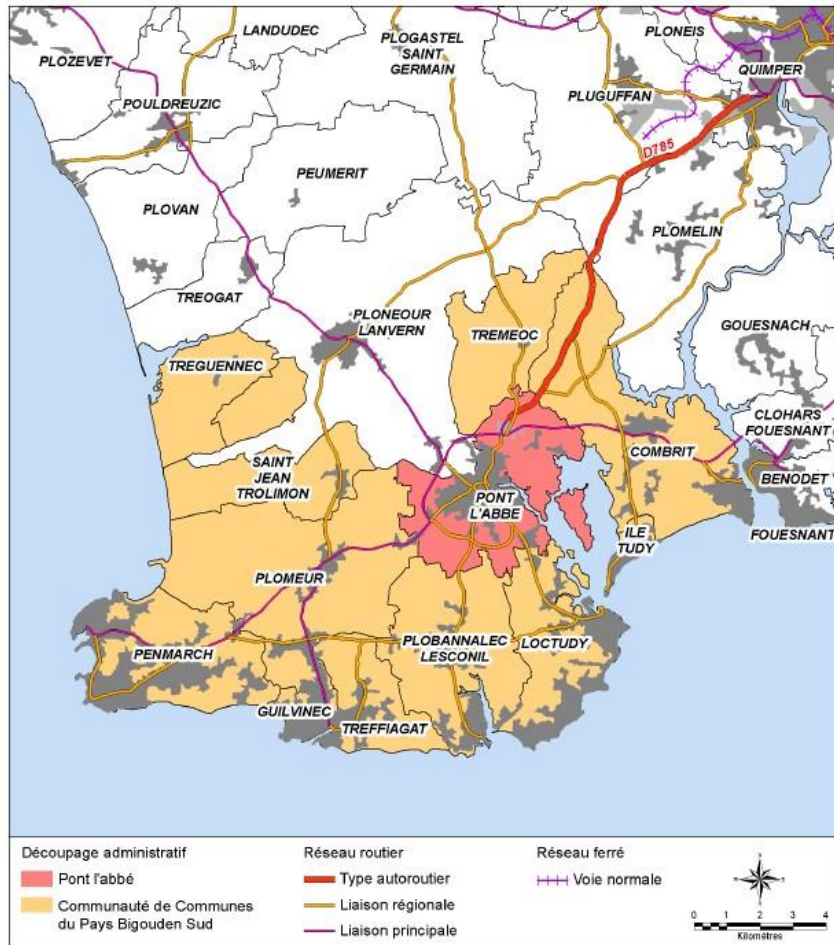 LANDUDEC
PLOGASTEL
SAINT
GERMAIN
PLONEIS
PLOZEVET
QUIMPER
POULDREUZIC
PLUGUFFAN
D785
PEUMERIT
PLOVAN
PLOMELIN
TREOGAT
PLONEOUR
LANVERN
TREMEOC
GOUESNACH
TREGUENNEC
CLOHARS
FOUESNANT
COMBRIT
SAINT
JEAN
TROLIMON
BENODET
PONT
L'ABBE
ILE
TUDY
FOUESNANT
PLOMEUR
PLOBANNALEC
LESCONIL
LOCTUDY
PENMARCH
GUILVINEC
TREFFIAGAT
Découpage administratif
Pont l'abbé
Communauté de Communes
du Pays Bigouden Sud
Réseau routier
Type autoroutier
Liaison régionale
Liaison principale
Réseau ferré
Voie normale
N
E
S
0 1 2 3 4
Kilomètres